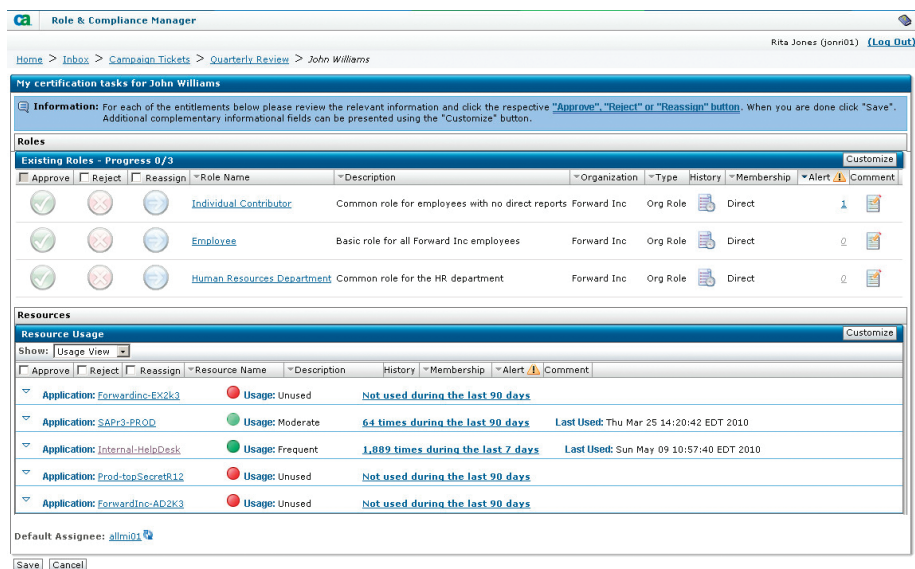 ca Role & Compliance Manager
Rita Jones (jonri01) (Log Out)
Home > Inbox > Campaign Tickets > Quarterly Review > John Williams
My certification tasks for John Williams
Information: For each of the entitlements below please review the relevant information and click the respective "Approve", "Reject" or "Reassign" button. When you are done click "Save".
Additional complementary informational fields can be presented using the "Customize" button.
Roles
Existing Roles - Progress 0/3 Customize
Approve Reject Reassign Role Name Description Organization Type History Membership Alert Comment
Individual Contributor Common role for employees with no direct reports Forward Inc Org Role Direct 1
Employee Basic role for all Forward Inc employees Forward Inc Org Role Direct 0
Human Resources Department Common role for the HR department Forward Inc Org Role Direct 0
Resources
Resource Usage Customize
Show: Usage View
Approve Reject Reassign Resource Name Description History Membership Alert Comment
Application: Forwardinc-EX2k3 Usage: Unused Not used during the last 90 days
Application: SAPr3-PROD Usage: Moderate 64 times during the last 90 days Last Used: Thu Mar 25 14:20:42 EDT 2010
Application: Internal-HelpDesk Usage: Frequent 1,889 times during the last 7 days Last Used: Sun May 09 10:57:40 EDT 2010
Application: Prod-topSecretR12 Usage: Unused Not used during the last 90 days
Application: ForwardInc-AD2K3 Usage: Unused Not used during the last 90 days
Default Assignee: allmi01
Save Cancel